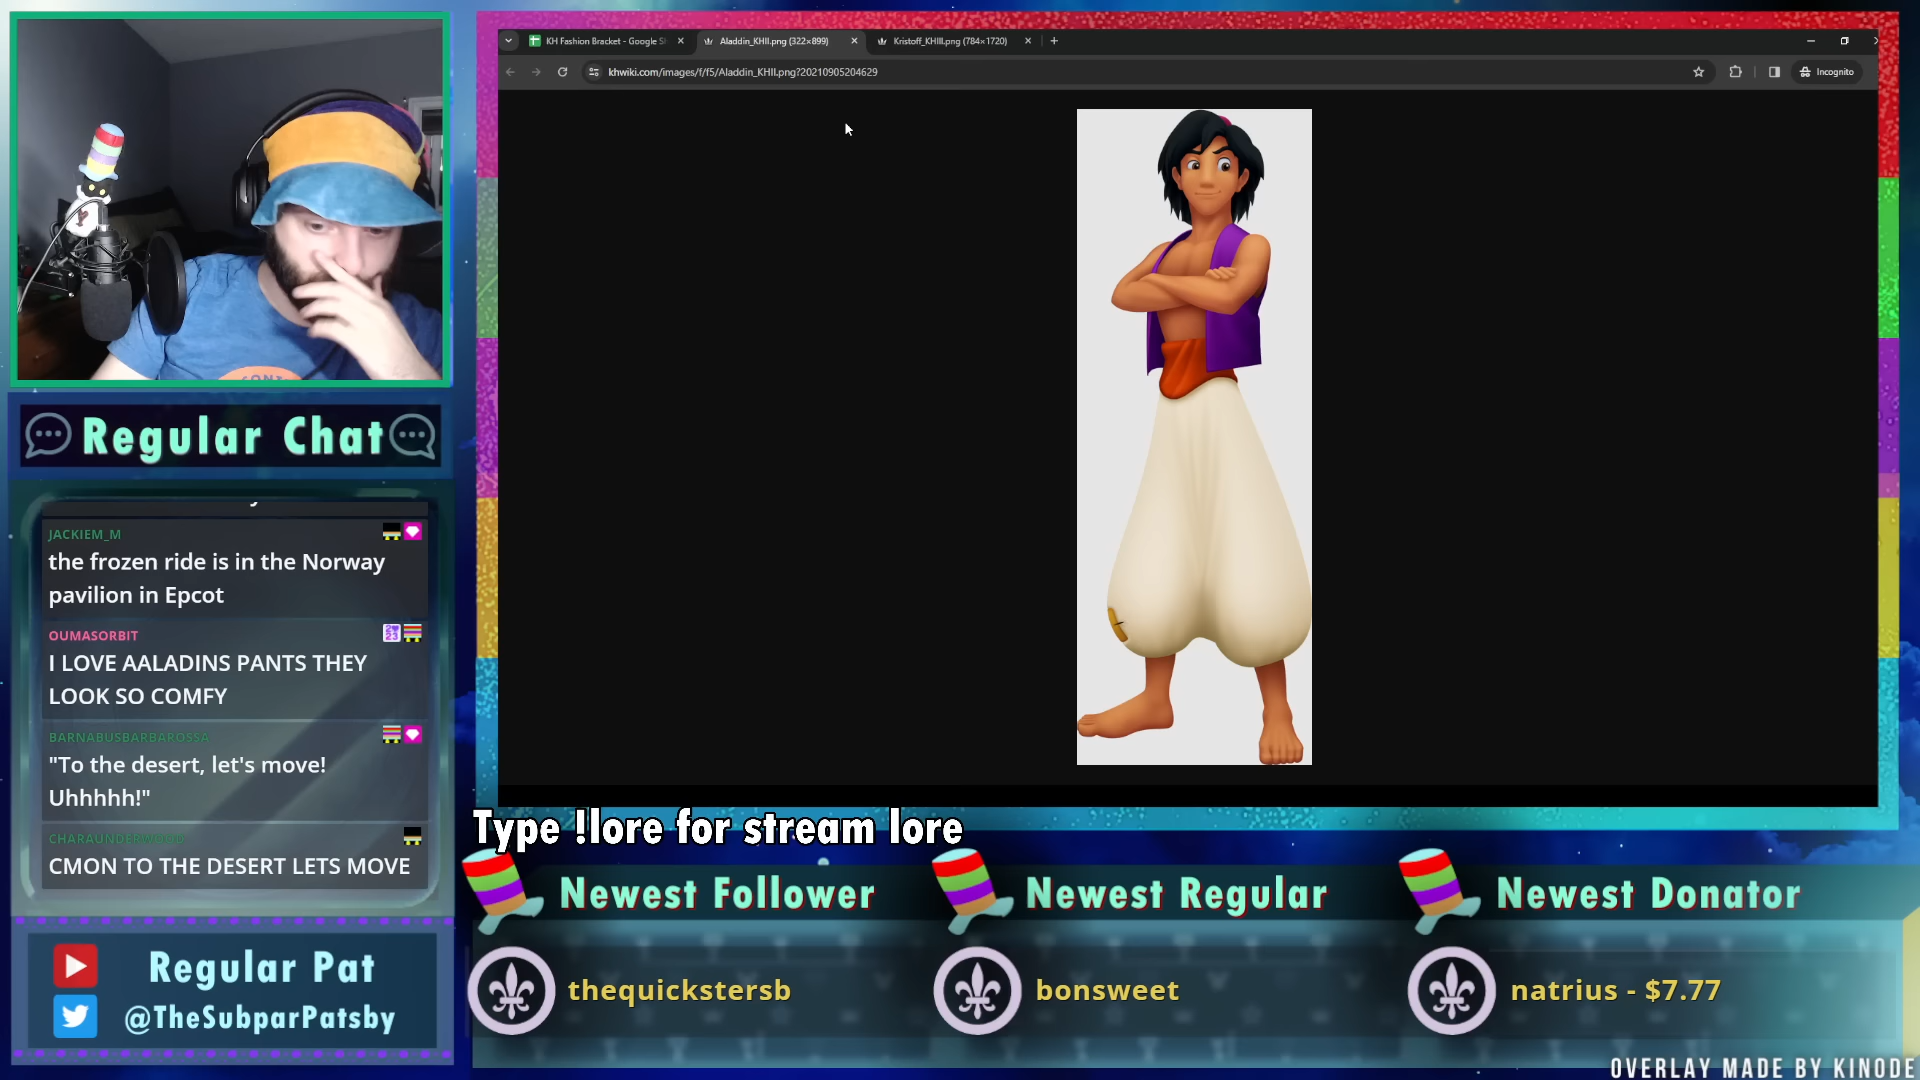 KH Fashion Bracket - Google Sh
Aladdin_KHII.png (322×899)
Kristoff_KHIII.png (784×1720)
khwiki.com/images/f/f5/Aladdin_KHII.png?20210905204629
Incognito
CONT
Regular Chat
JACKIEM_M
the frozen ride is in the Norway
pavilion in Epcot
OUMASORBIT
I LOVE AALADINS PANTS THEY
LOOK SO COMFY
BARNABUSBARBAROSSA
"To the desert, let's move!
Uhhhhh!"
CHARAUNDERWOOD
CMON TO THE DESERT LETS MOVE
Regular Pat
@TheSubparPatsby
Type !lore for stream lore
Newest Follower
thequickstersb
Newest Regular
bonsweet
Newest Donator
natrius - $7.77
OVERLAY MADE BY KINODE